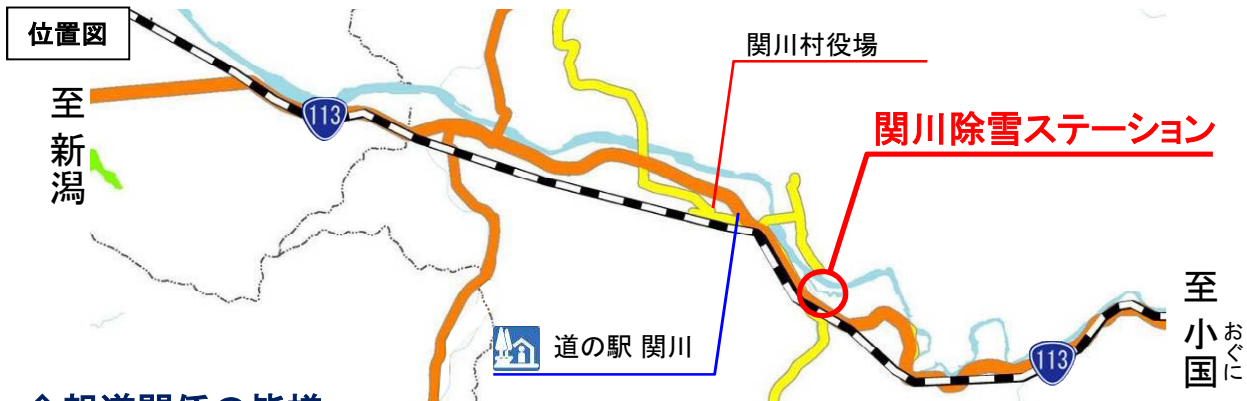 位置図
至 新潟
113
関川村役場
関川除雪ステーション
道の駅 関川
至 小国
おぐに
113